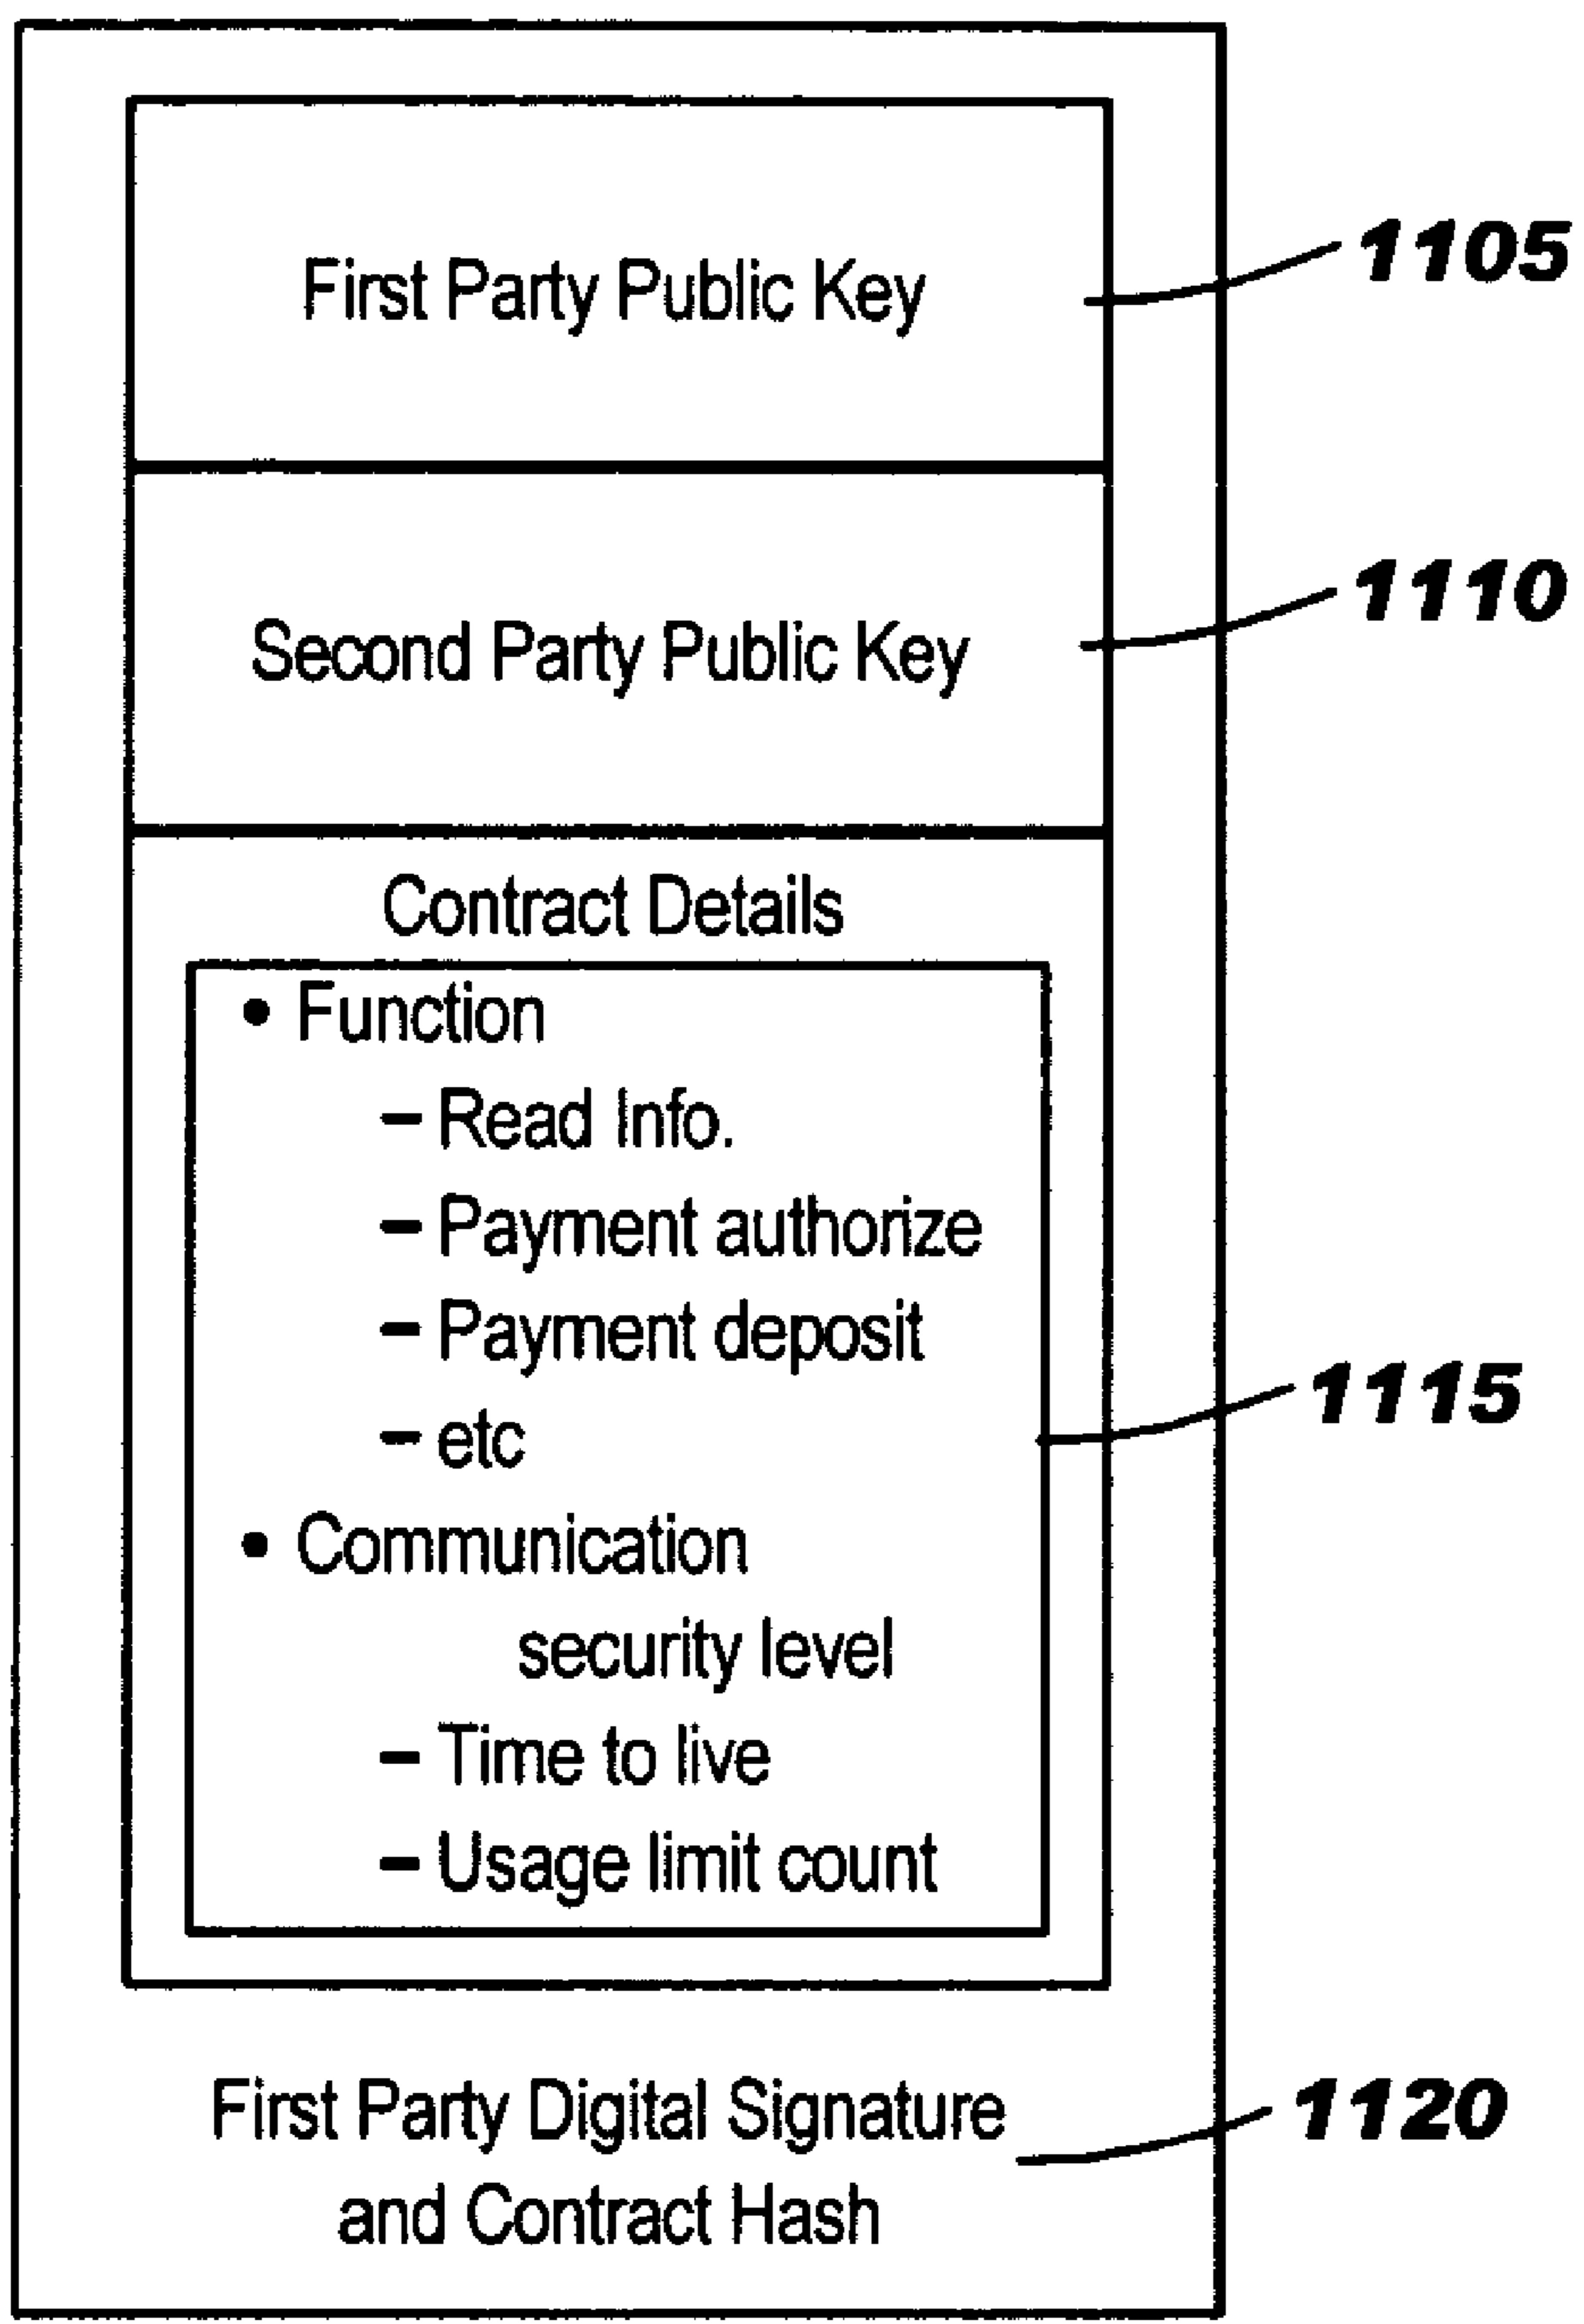 First Party Public Key
1105
Second Party Public Key
1110
Contract Details
• Function
– Read Info.
– Payment authorize
– Payment deposit
– etc
1115
• Communication
security level
– Time to live
– Usage limit count
First Party Digital Signature
1120
and Contract Hash